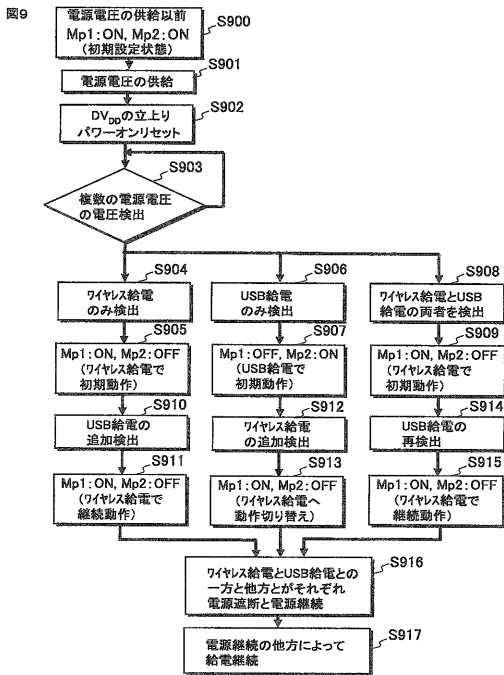 図9
電源電圧の供給以前
Mp1：ON, Mp2：ON
(初期設定状態)
S900
電源電圧の供給
S901
DVDDの立上り
パワーオンリセット
S902
複数の電源電圧
の電圧検出
S903
ワイヤレス給電
のみ検出
S904
USB給電
のみ検出
S906
ワイヤレス給電とUSB
給電の両者を検出
S908
Mp1：ON, Mp2：OFF
(ワイヤレス給電で
初期動作)
S905
Mp1：OFF, Mp2：ON
(USB給電で
初期動作)
S907
Mp1：ON, Mp2：OFF
(ワイヤレス給電で
初期動作)
S909
USB給電の
追加検出
S910
ワイヤレス給電
の追加検出
S912
USB給電の
再検出
S914
Mp1：ON, Mp2：OFF
(ワイヤレス給電で
継続動作)
S911
Mp1：ON, Mp2：OFF
(ワイヤレス給電へ
動作切り替え)
S913
Mp1：ON, Mp2：OFF
(ワイヤレス給電で
継続動作)
S915
ワイヤレス給電とUSB給電との
一方と他方とがそれぞれ
電源遮断と電源継続
S916
電源継続の他方によって
給電継続
S917